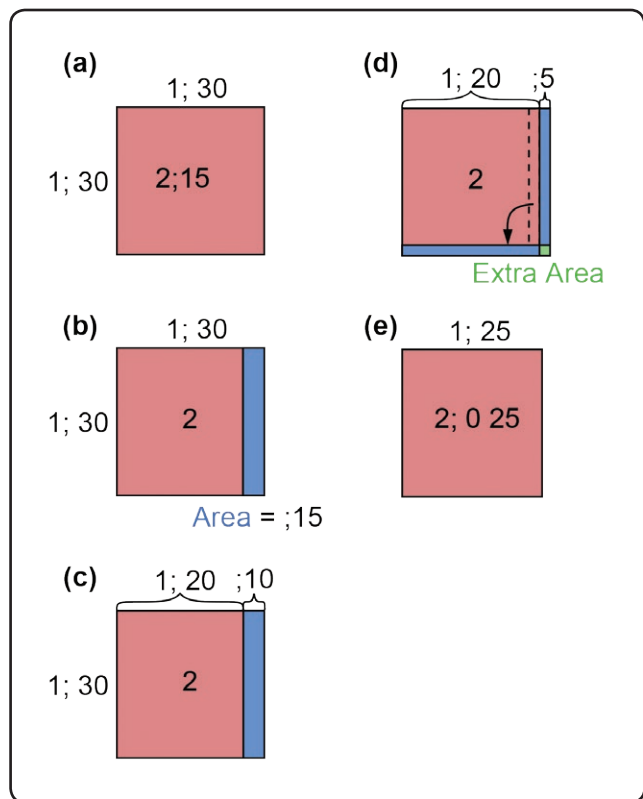 (a)
1; 30
1; 30
2;15
(b)
1; 30
1; 30
2
Area = ;15
(c)
1; 20 ;10
1; 30
2
(d)
1; 20 ;5
2
Extra Area
(e)
1; 25
2; 0 25